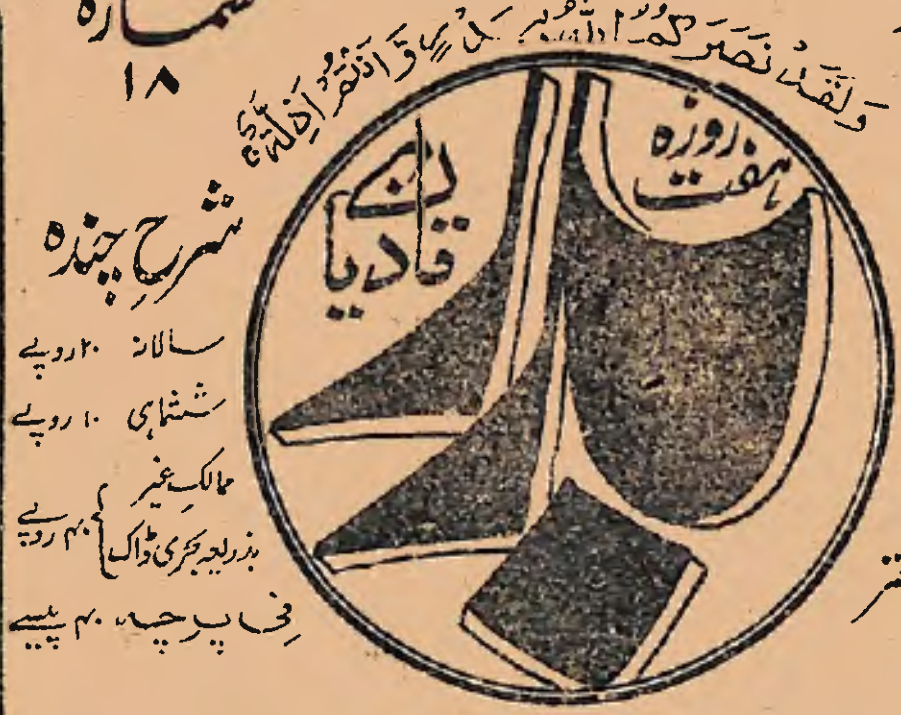 شمارہ
۱۸
وَلَقَدْ نَصَرَكُمُ اللّٰهُ بِبَدْرٍ وَّاَنْتُمْ اَذِلَّةٌ
ہفت روزہ
بدر
قادیان
شرح چندہ
سالانہ ۲۰ روپے
ششماہی ۱۰ روپے
ممالک غیر
بذریعہ بحری ڈاک ۴۰ روپے
فی پرچہ ۴۰ پیسے